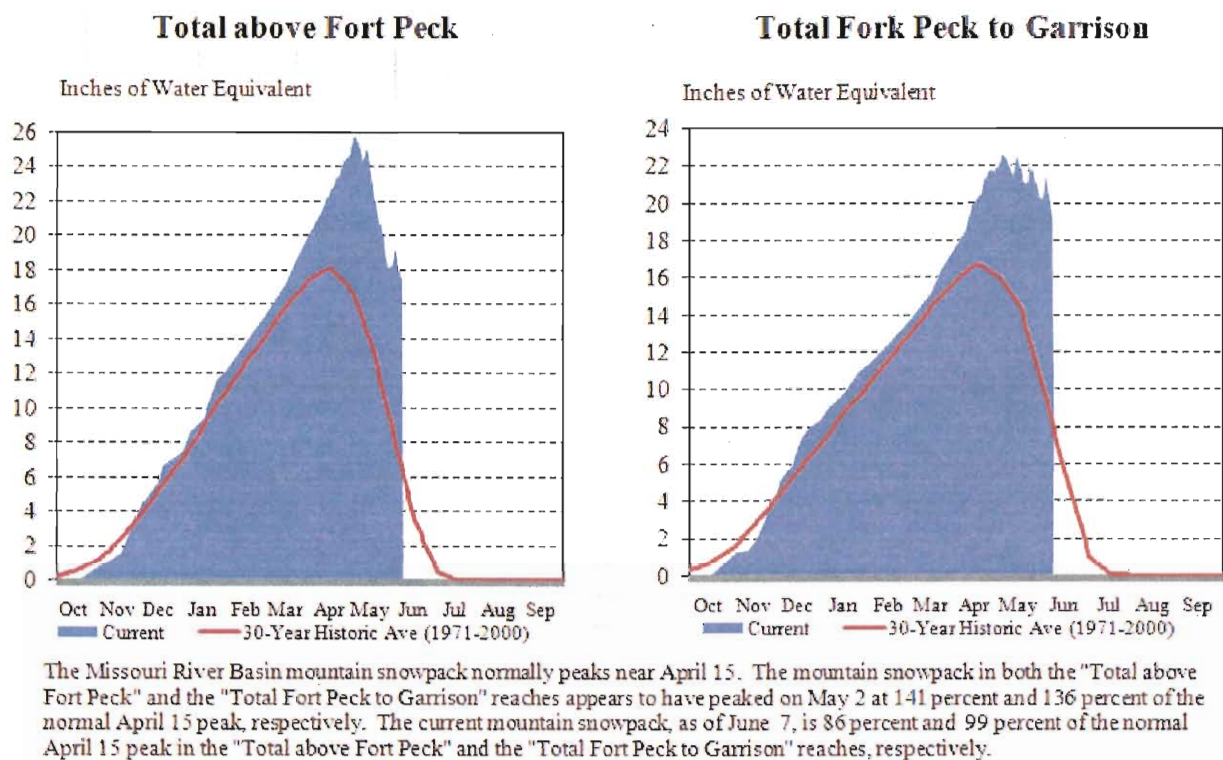 Total above Fort Peck
Inches of Water Equivalent
26
24
22
20
18
16
14
12
10
8
6
4
2
0
Oct Nov Dec Jan Feb Mar Apr May Jun Jul Aug Sep
Current 30-Year Historic Ave (1971-2000)
Total Fork Peck to Garrison
Inches of Water Equivalent
24
22
20
18
16
14
12
10
8
6
4
2
0
Oct Nov Dec Jan Feb Mar Apr May Jun Jul Aug Sep
Current 30-Year Historic Ave (1971-2000)
The Missouri River Basin mountain snowpack normally peaks near April 15. The mountain snowpack in both the "Total above
Fort Peck" and the "Total Fort Peck to Garrison" reaches appears to have peaked on May 2 at 141 percent and 136 percent of the
normal April 15 peak, respectively. The current mountain snowpack, as of June 7, is 86 percent and 99 percent of the normal
April 15 peak in the "Total above Fort Peck" and the "Total Fort Peck to Garrison" reaches, respectively.